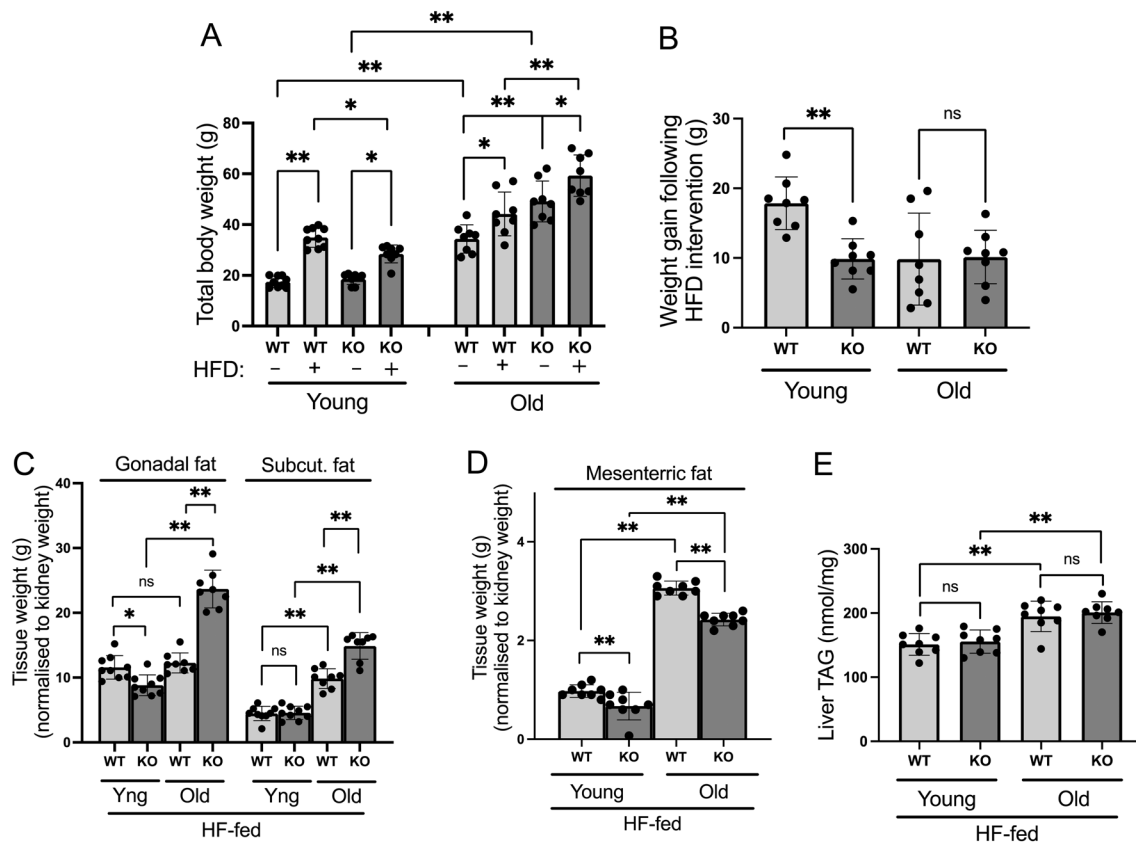 A
**
**
**
*
**
*
**
*
**
*
Total body weight (g)
80
60
40
20
0
WT WT KO KO WT WT KO KO
HFD: – + – + – + – +
Young Old
B
**
ns
Weight gain following
HFD intervention (g)
30
20
10
0
WT KO WT KO
Young Old
C
Gonadal fat Subcut. fat
**
**
ns
*
**
**
**
ns
Tissue weight (g)
(normalised to kidney weight)
40
30
20
10
0
WT KO WT KO WT KO WT KO
Yng Old Yng Old
HF-fed
D
Mesenterric fat
**
**
**
**
Tissue weight (g)
(normalised to kidney weight)
4
2
0
WT KO WT KO
Young Old
HF-fed
E
**
**
ns
ns
Liver TAG (nmol/mg)
300
200
100
0
WT KO WT KO
Young Old
HF-fed